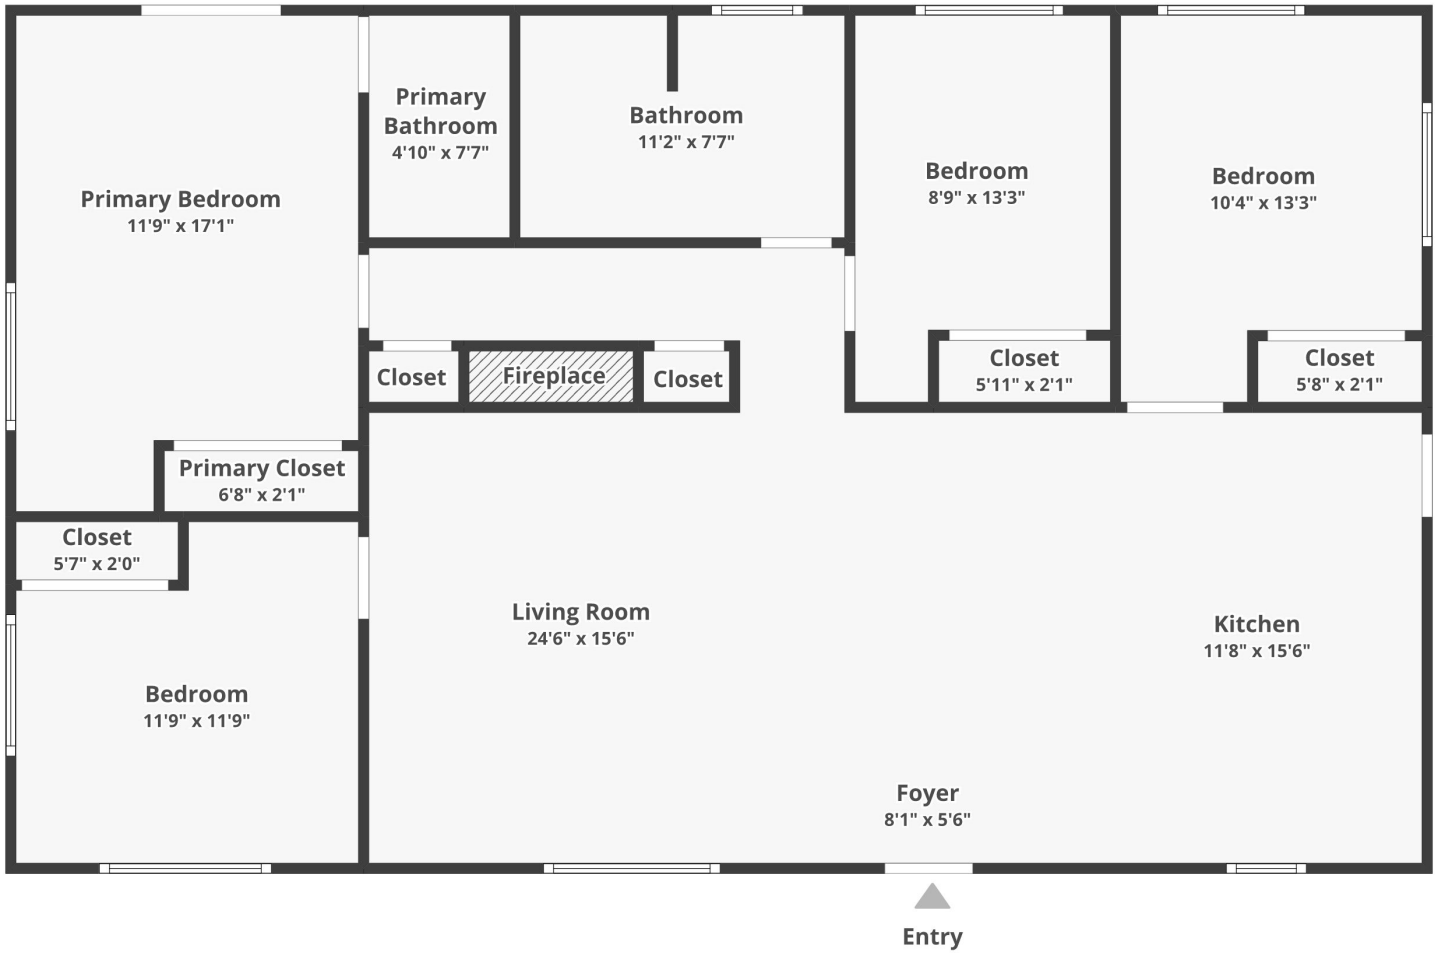 Primary
Bathroom
4'10" x 7'7"
Bathroom
11'2" x 7'7"
Bedroom
8'9" x 13'3"
Bedroom
10'4" x 13'3"
Primary Bedroom
11'9" x 17'1"
Closet
Fireplace
Closet
Closet
5'11" x 2'1"
Closet
5'8" x 2'1"
Primary Closet
6'8" x 2'1"
Closet
5'7" x 2'0"
Living Room
24'6" x 15'6"
Kitchen
11'8" x 15'6"
Bedroom
11'9" x 11'9"
Foyer
8'1" x 5'6"
Entry